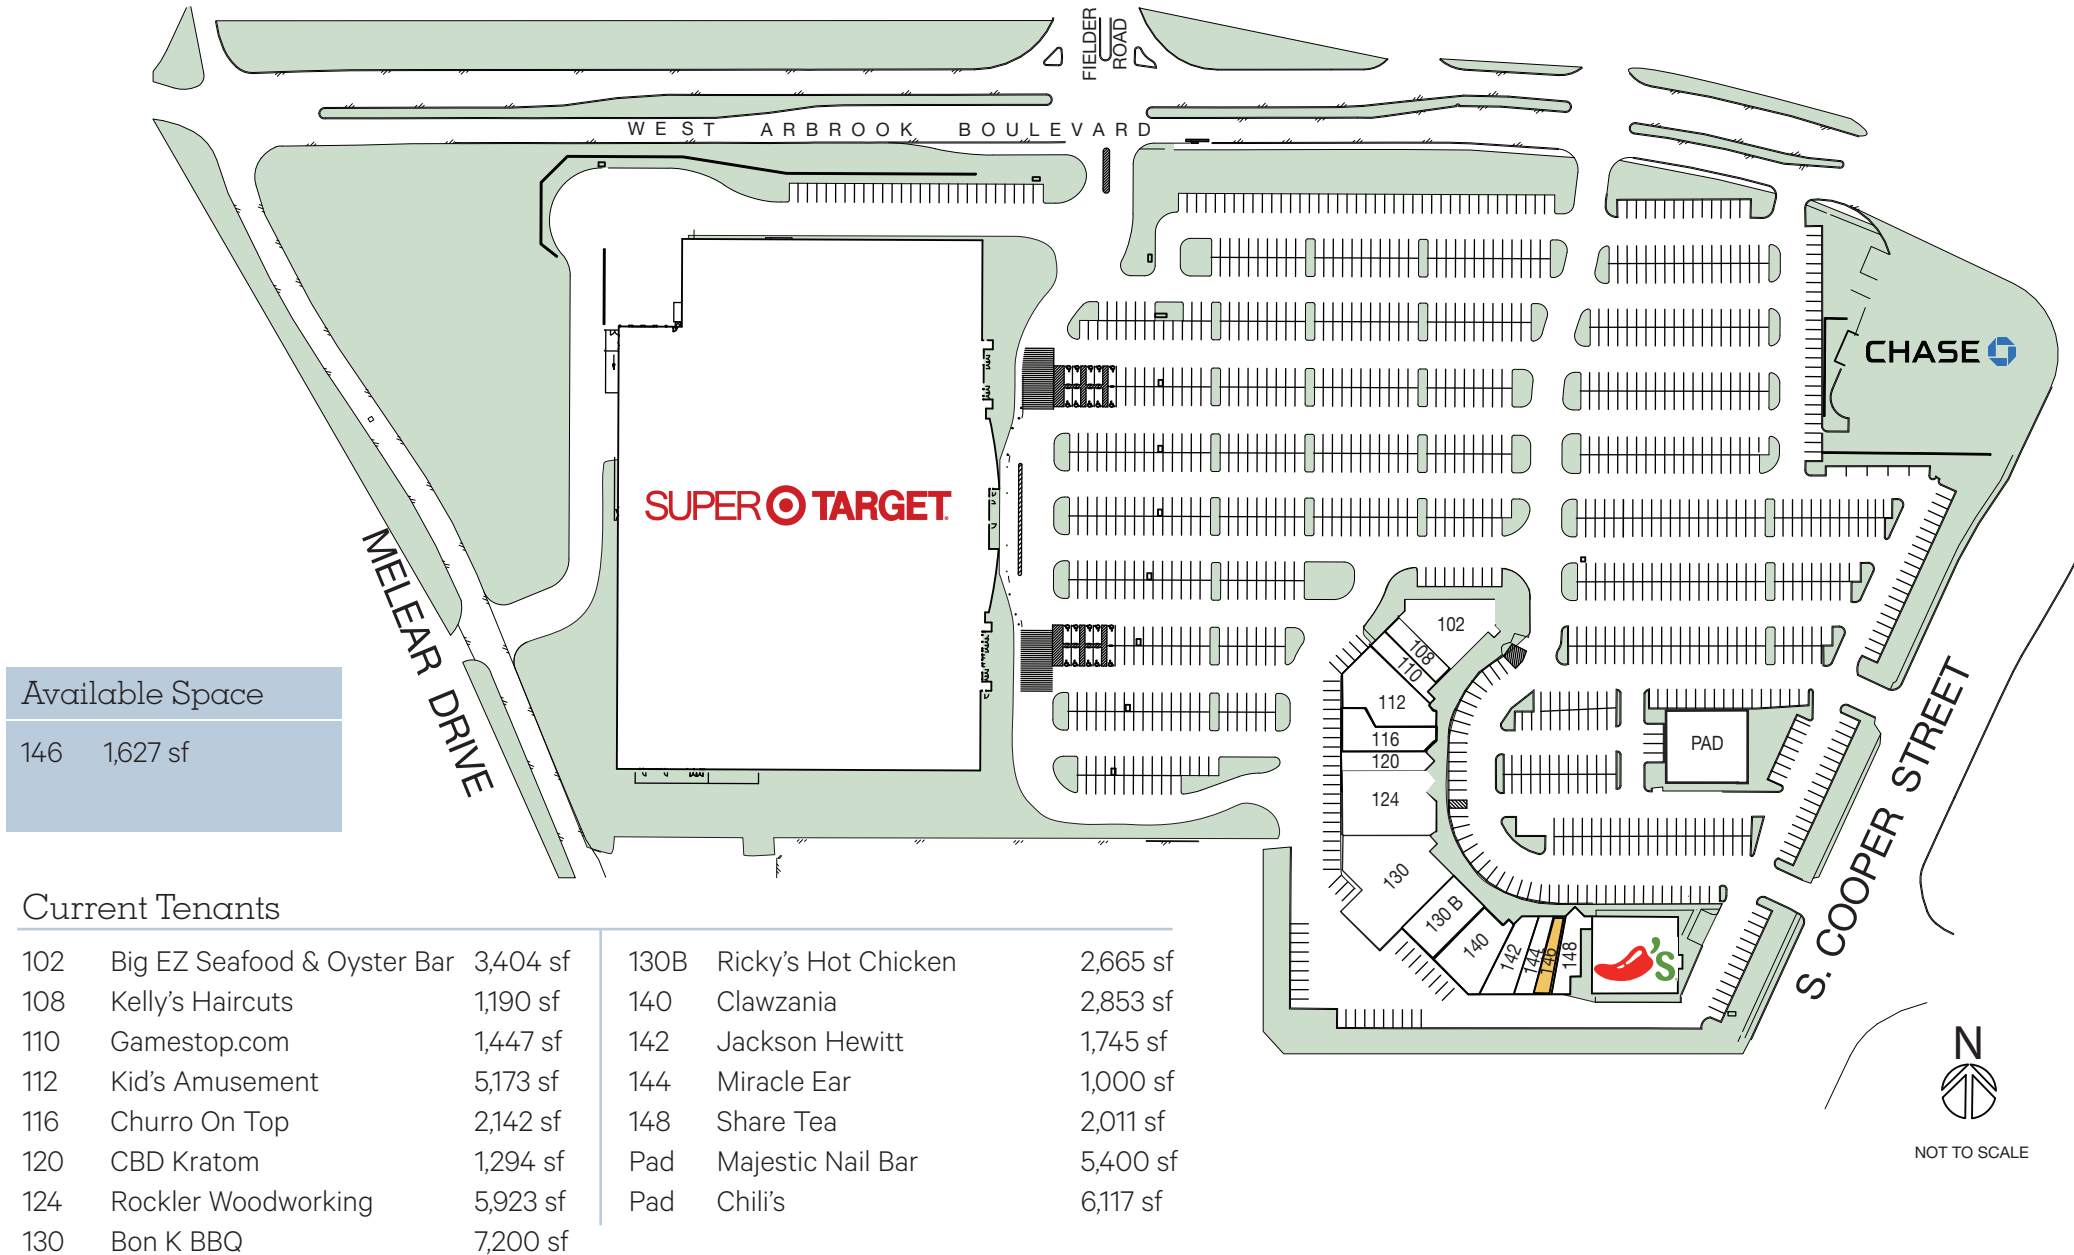 FIELDER
ROAD
WEST ARBROOK BOULEVARD
CHASE
SUPER TARGET
MELEAR DRIVE
S. COOPER STREET
102
108
110
112
116
120
124
130
130 B
140
142
144
146
148
PAD
'S
N
NOT TO SCALE
Available Space
146 1,627 sf
Current Tenants
102 Big EZ Seafood & Oyster Bar 3,404 sf
108 Kelly's Haircuts 1,190 sf
110 Gamestop.com 1,447 sf
112 Kid's Amusement 5,173 sf
116 Churro On Top 2,142 sf
120 CBD Kratom 1,294 sf
124 Rockler Woodworking 5,923 sf
130 Bon K BBQ 7,200 sf
130B Ricky's Hot Chicken 2,665 sf
140 Clawzania 2,853 sf
142 Jackson Hewitt 1,745 sf
144 Miracle Ear 1,000 sf
148 Share Tea 2,011 sf
Pad Majestic Nail Bar 5,400 sf
Pad Chili's 6,117 sf